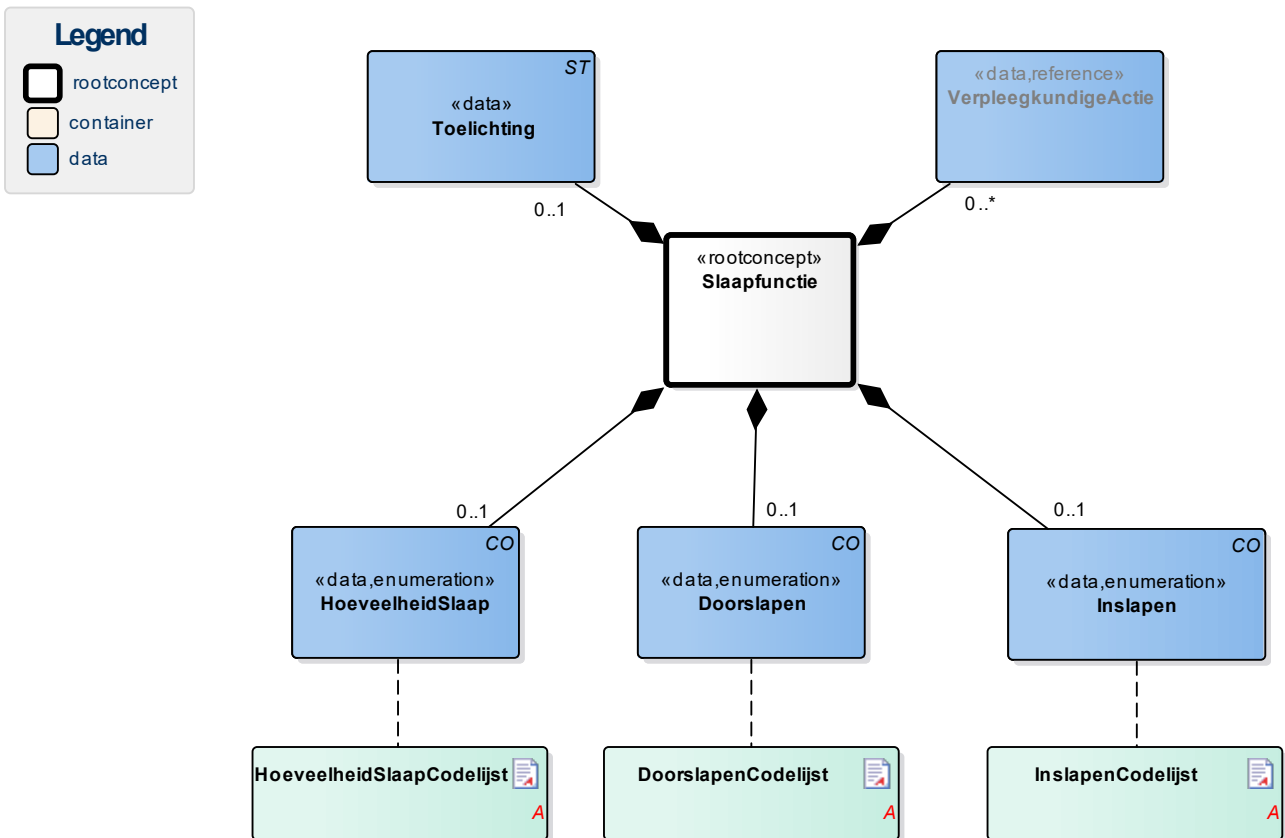 Legend
rootconcept
container
data
ST
«data»
Toelichting
«data,reference»
VerpleegkundigeActie
0..1
0..*
«rootconcept»
Slaapfunctie
0..1
0..1
0..1
CO
«data,enumeration»
HoeveelheidSlaap
CO
«data,enumeration»
Doorslapen
CO
«data,enumeration»
Inslapen
HoeveelheidSlaapCodelijst
A
DoorslapenCodelijst
A
InslapenCodelijst
A